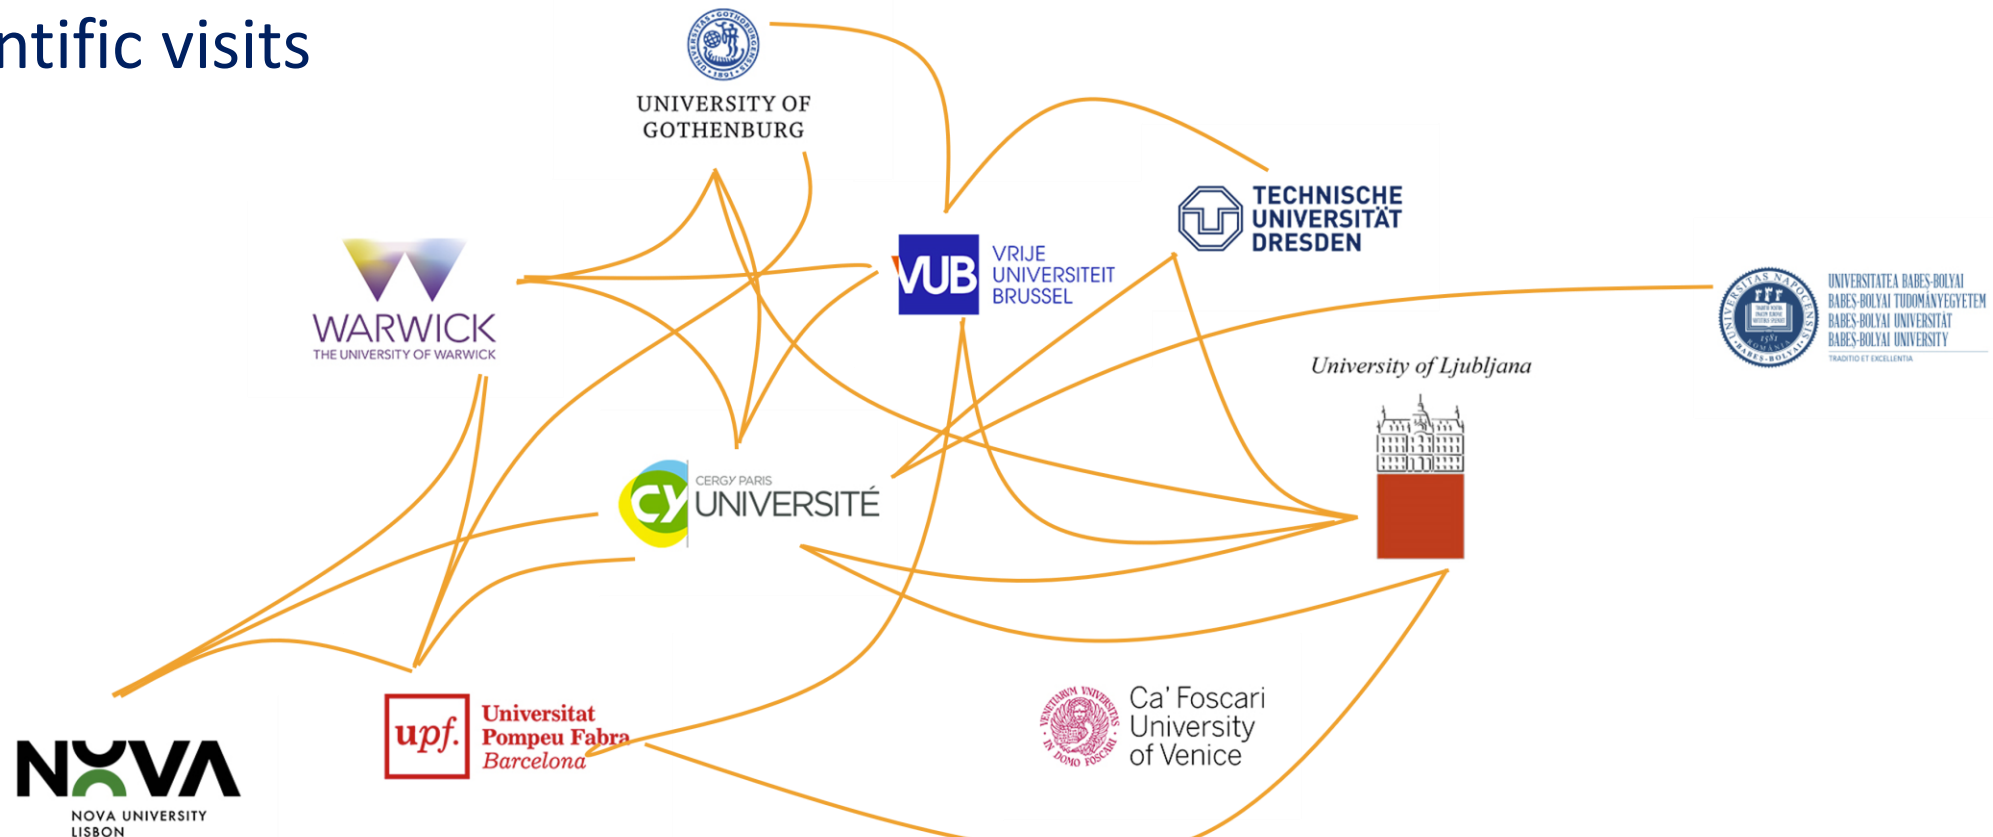 ntific visits
UNIVERSITY OF
GOTHENBURG
TECHNISCHE
UNIVERSITÄT
DRESDEN
VUB
VRIJE
UNIVERSITEIT
BRUSSEL
WARWICK
THE UNIVERSITY OF WARWICK
UNIVERSITATEA BABEȘ-BOLYAI
BABEȘ-BOLYAI TUDOMÁNYEGYETEM
BABEȘ-BOLYAI UNIVERSITÄT
BABEȘ-BOLYAI UNIVERSITY
TRADITIO ET EXCELLENTIA
University of Ljubljana
CY
CERGY PARIS
UNIVERSITÉ
upf.
Universitat
Pompeu Fabra
Barcelona
Ca' Foscari
University
of Venice
NOVA
NOVA UNIVERSITY
LISBON